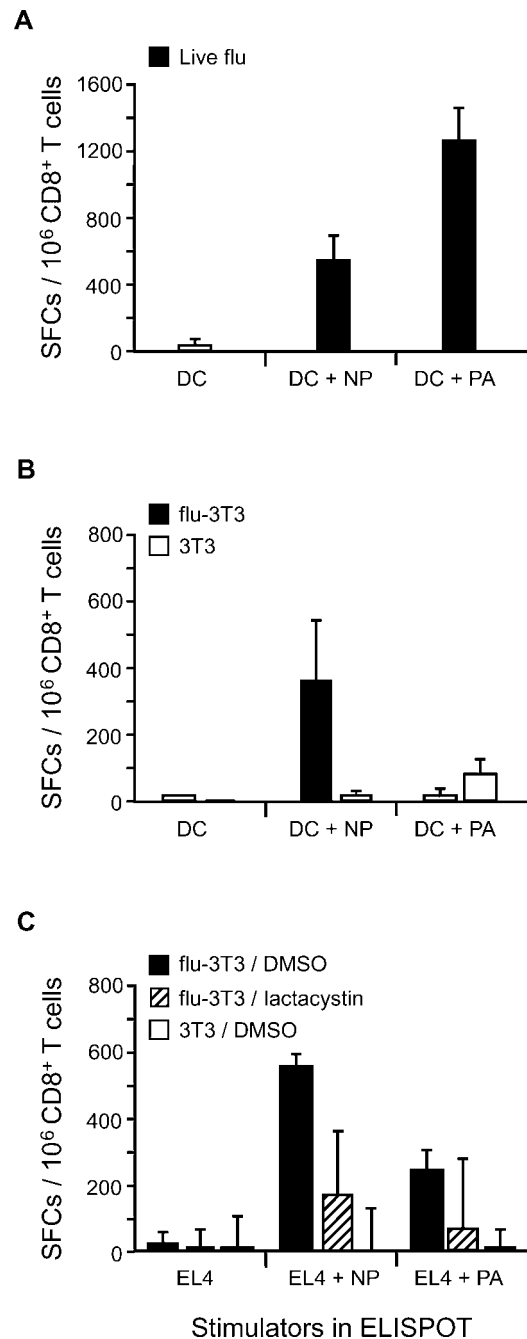 A
Live flu
SFCs / 10⁶ CD8⁺ T cells
1600
1200
800
400
0
DC
DC + NP
DC + PA
B
flu-3T3
3T3
SFCs / 10⁶ CD8⁺ T cells
800
600
400
200
0
DC
DC + NP
DC + PA
C
flu-3T3 / DMSO
flu-3T3 / lactacystin
3T3 / DMSO
SFCs / 10⁶ CD8⁺ T cells
800
600
400
200
0
EL4
EL4 + NP
EL4 + PA
Stimulators in ELISPOT